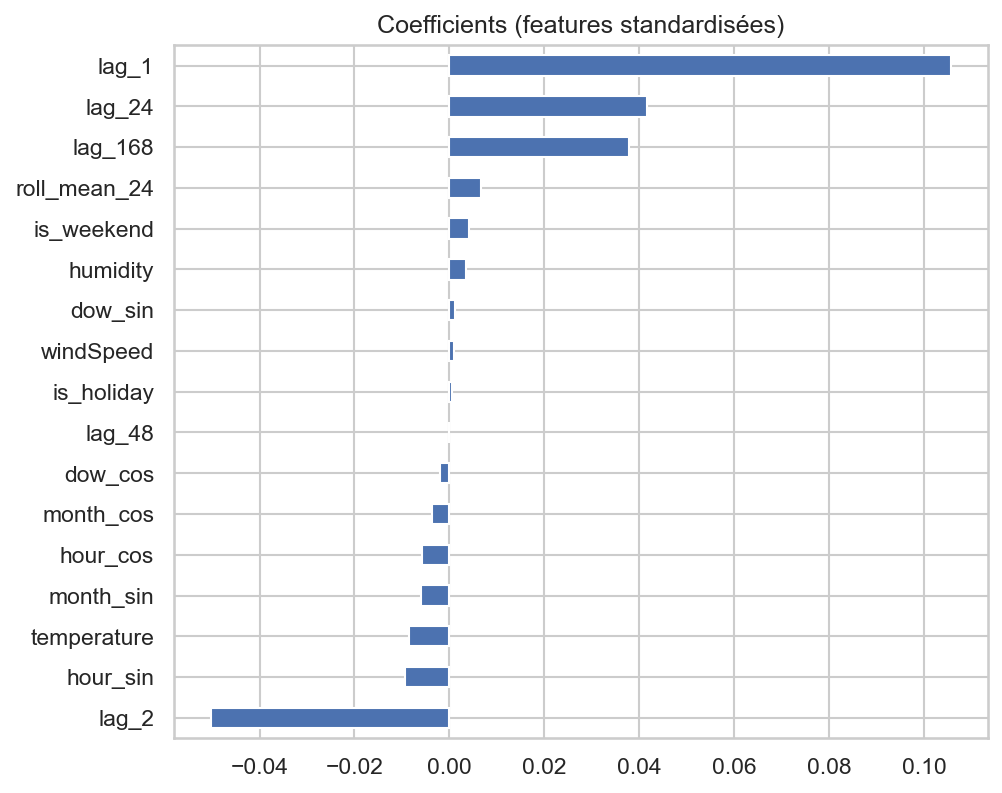 Coefficients (features standardisées)
lag_1
lag_24
lag_168
roll_mean_24
is_weekend
humidity
dow_sin
windSpeed
is_holiday
lag_48
dow_cos
month_cos
hour_cos
month_sin
temperature
hour_sin
lag_2
−0.04 −0.02 0.00 0.02 0.04 0.06 0.08 0.10